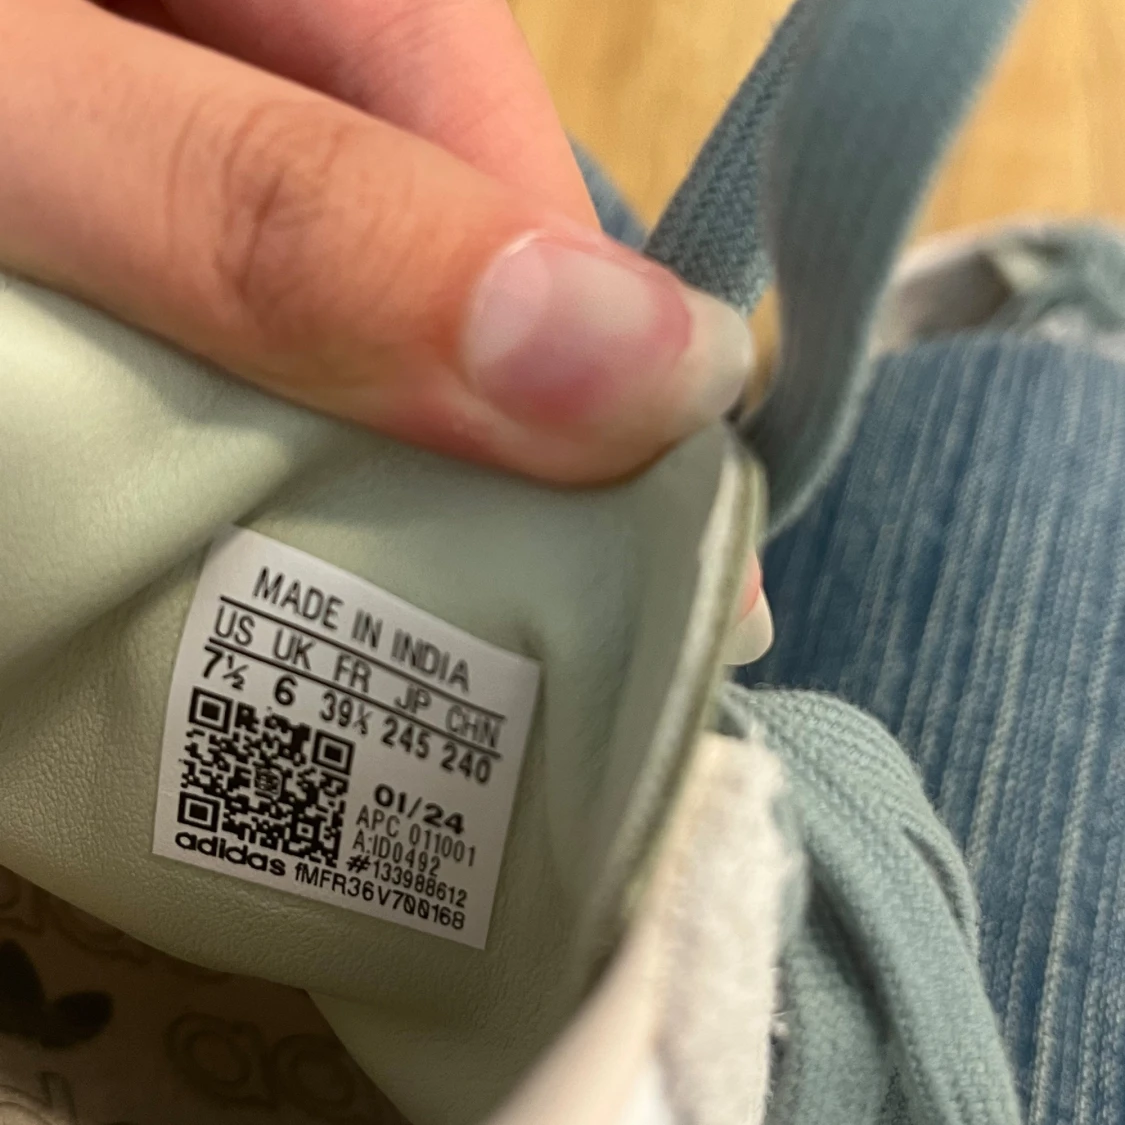 MADE IN INDIA
US UK FR JP CHN
7½ 6 39⅓ 245 240
01/24
APC 011001
A:ID0492
#133988612
adidas fMFR36V700168